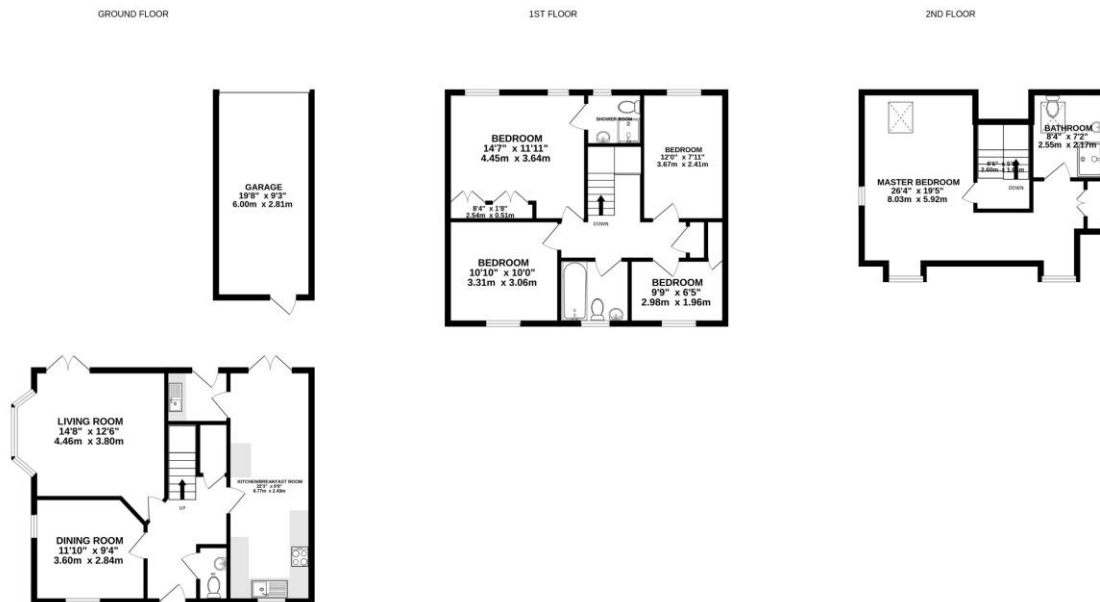 GROUND FLOOR
1ST FLOOR
2ND FLOOR
GARAGE
19'8" x 9'3"
6.00m x 2.81m
LIVING ROOM
14'8" x 12'6"
4.46m x 3.80m
DINING ROOM
11'10" x 9'4"
3.60m x 2.84m
UP
KITCHEN/BREAKFAST ROOM
BEDROOM
14'7" x 11'11"
4.45m x 3.64m
8'4" x 1'8"
2.54m x 0.51m
SHOWER ROOM
BEDROOM
12'0" x 7'11"
3.67m x 2.41m
DOWN
BEDROOM
10'10" x 10'0"
3.31m x 3.06m
BEDROOM
9'9" x 6'5"
2.98m x 1.96m
MASTER BEDROOM
26'4" x 19'5"
8.03m x 5.92m
BATHROOM
8'4" x 7'2"
2.55m x 2.17m
DOWN